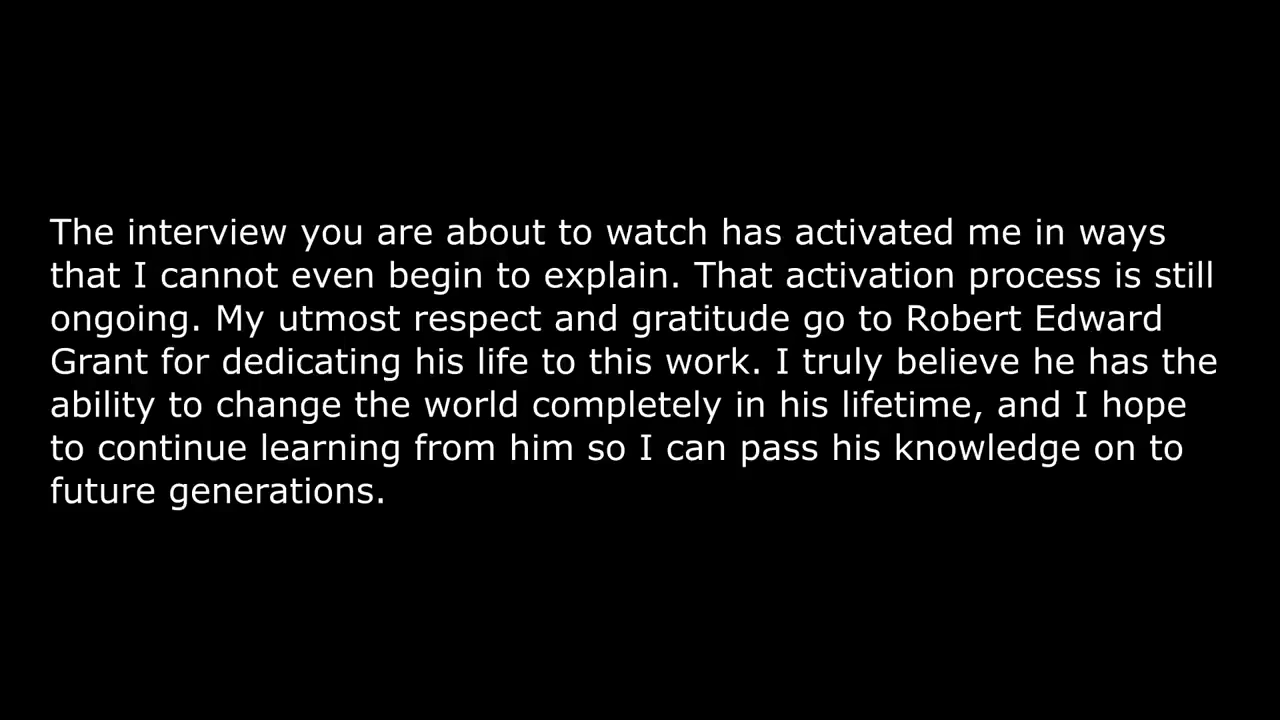 The interview you are about to watch has activated me in ways
that I cannot even begin to explain. That activation process is still
ongoing. My utmost respect and gratitude go to Robert Edward
Grant for dedicating his life to this work. I truly believe he has the
ability to change the world completely in his lifetime, and I hope
to continue learning from him so I can pass his knowledge on to
future generations.